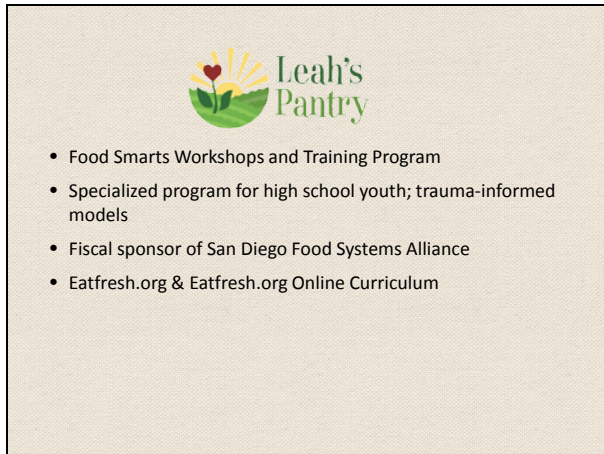 Leah's
Pantry
• Food Smarts Workshops and Training Program
• Specialized program for high school youth; trauma-informed
models
• Fiscal sponsor of San Diego Food Systems Alliance
• Eatfresh.org & Eatfresh.org Online Curriculum